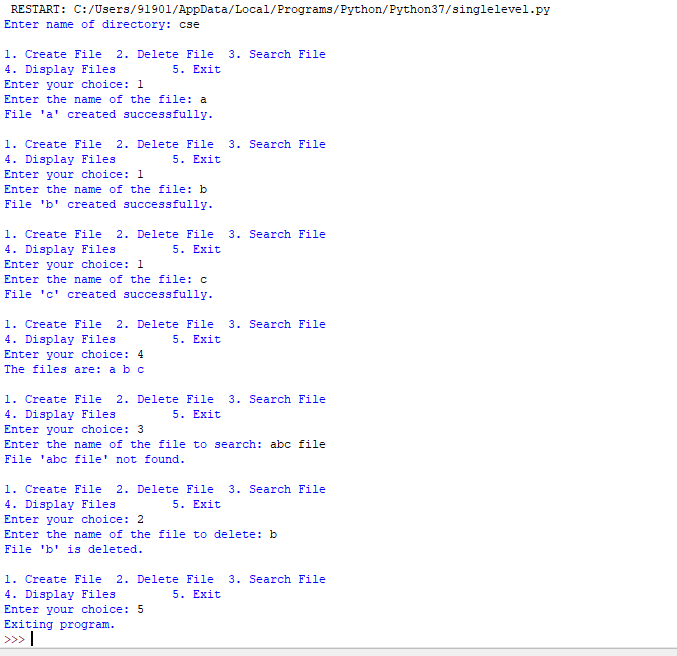 RESTART: C:/Users/91901/AppData/Local/Programs/Python/Python37/singlelevel.py
Enter name of directory: cse
1. Create File  2. Delete File  3. Search File
4. Display Files        5. Exit
Enter your choice: 1
Enter the name of the file: a
File 'a' created successfully.
1. Create File  2. Delete File  3. Search File
4. Display Files        5. Exit
Enter your choice: 1
Enter the name of the file: b
File 'b' created successfully.
1. Create File  2. Delete File  3. Search File
4. Display Files        5. Exit
Enter your choice: 1
Enter the name of the file: c
File 'c' created successfully.
1. Create File  2. Delete File  3. Search File
4. Display Files        5. Exit
Enter your choice: 4
The files are: a b c
1. Create File  2. Delete File  3. Search File
4. Display Files        5. Exit
Enter your choice: 3
Enter the name of the file to search: abc file
File 'abc file' not found.
1. Create File  2. Delete File  3. Search File
4. Display Files        5. Exit
Enter your choice: 2
Enter the name of the file to delete: b
File 'b' is deleted.
1. Create File  2. Delete File  3. Search File
4. Display Files        5. Exit
Enter your choice: 5
Exiting program.
>>>